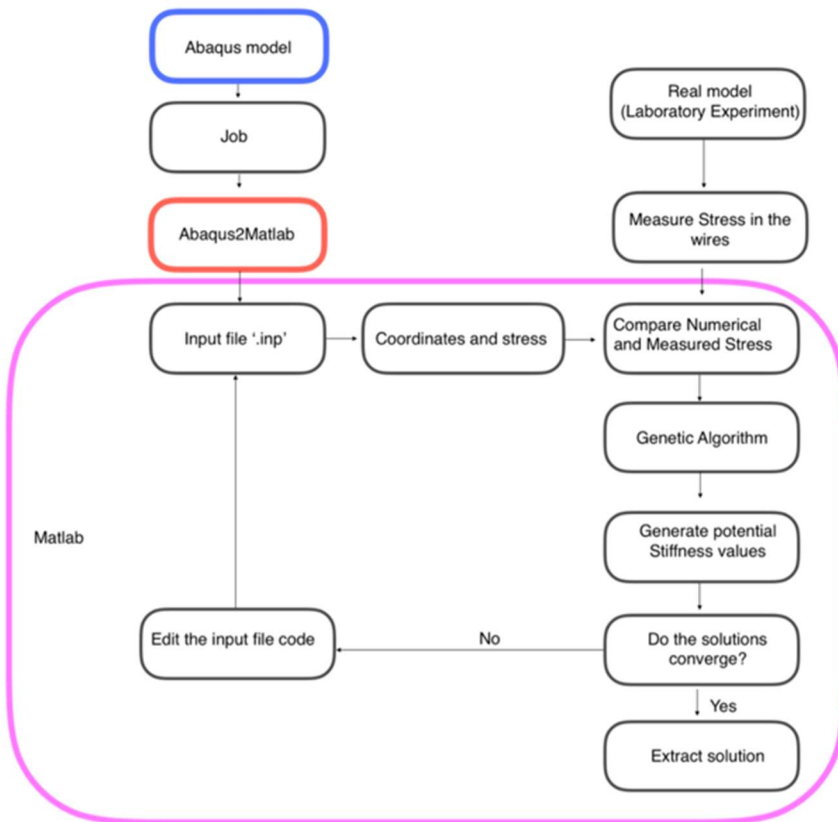 Abaqus model
Job
Abaqus2Matlab
Real model
(Laboratory Experiment)
Measure Stress in the
wires
Input file ‘.inp’
Coordinates and stress
Compare Numerical
and Measured Stress
Genetic Algorithm
Generate potential
Stiffness values
Matlab
Edit the input file code
No
Do the solutions
converge?
Yes
Extract solution